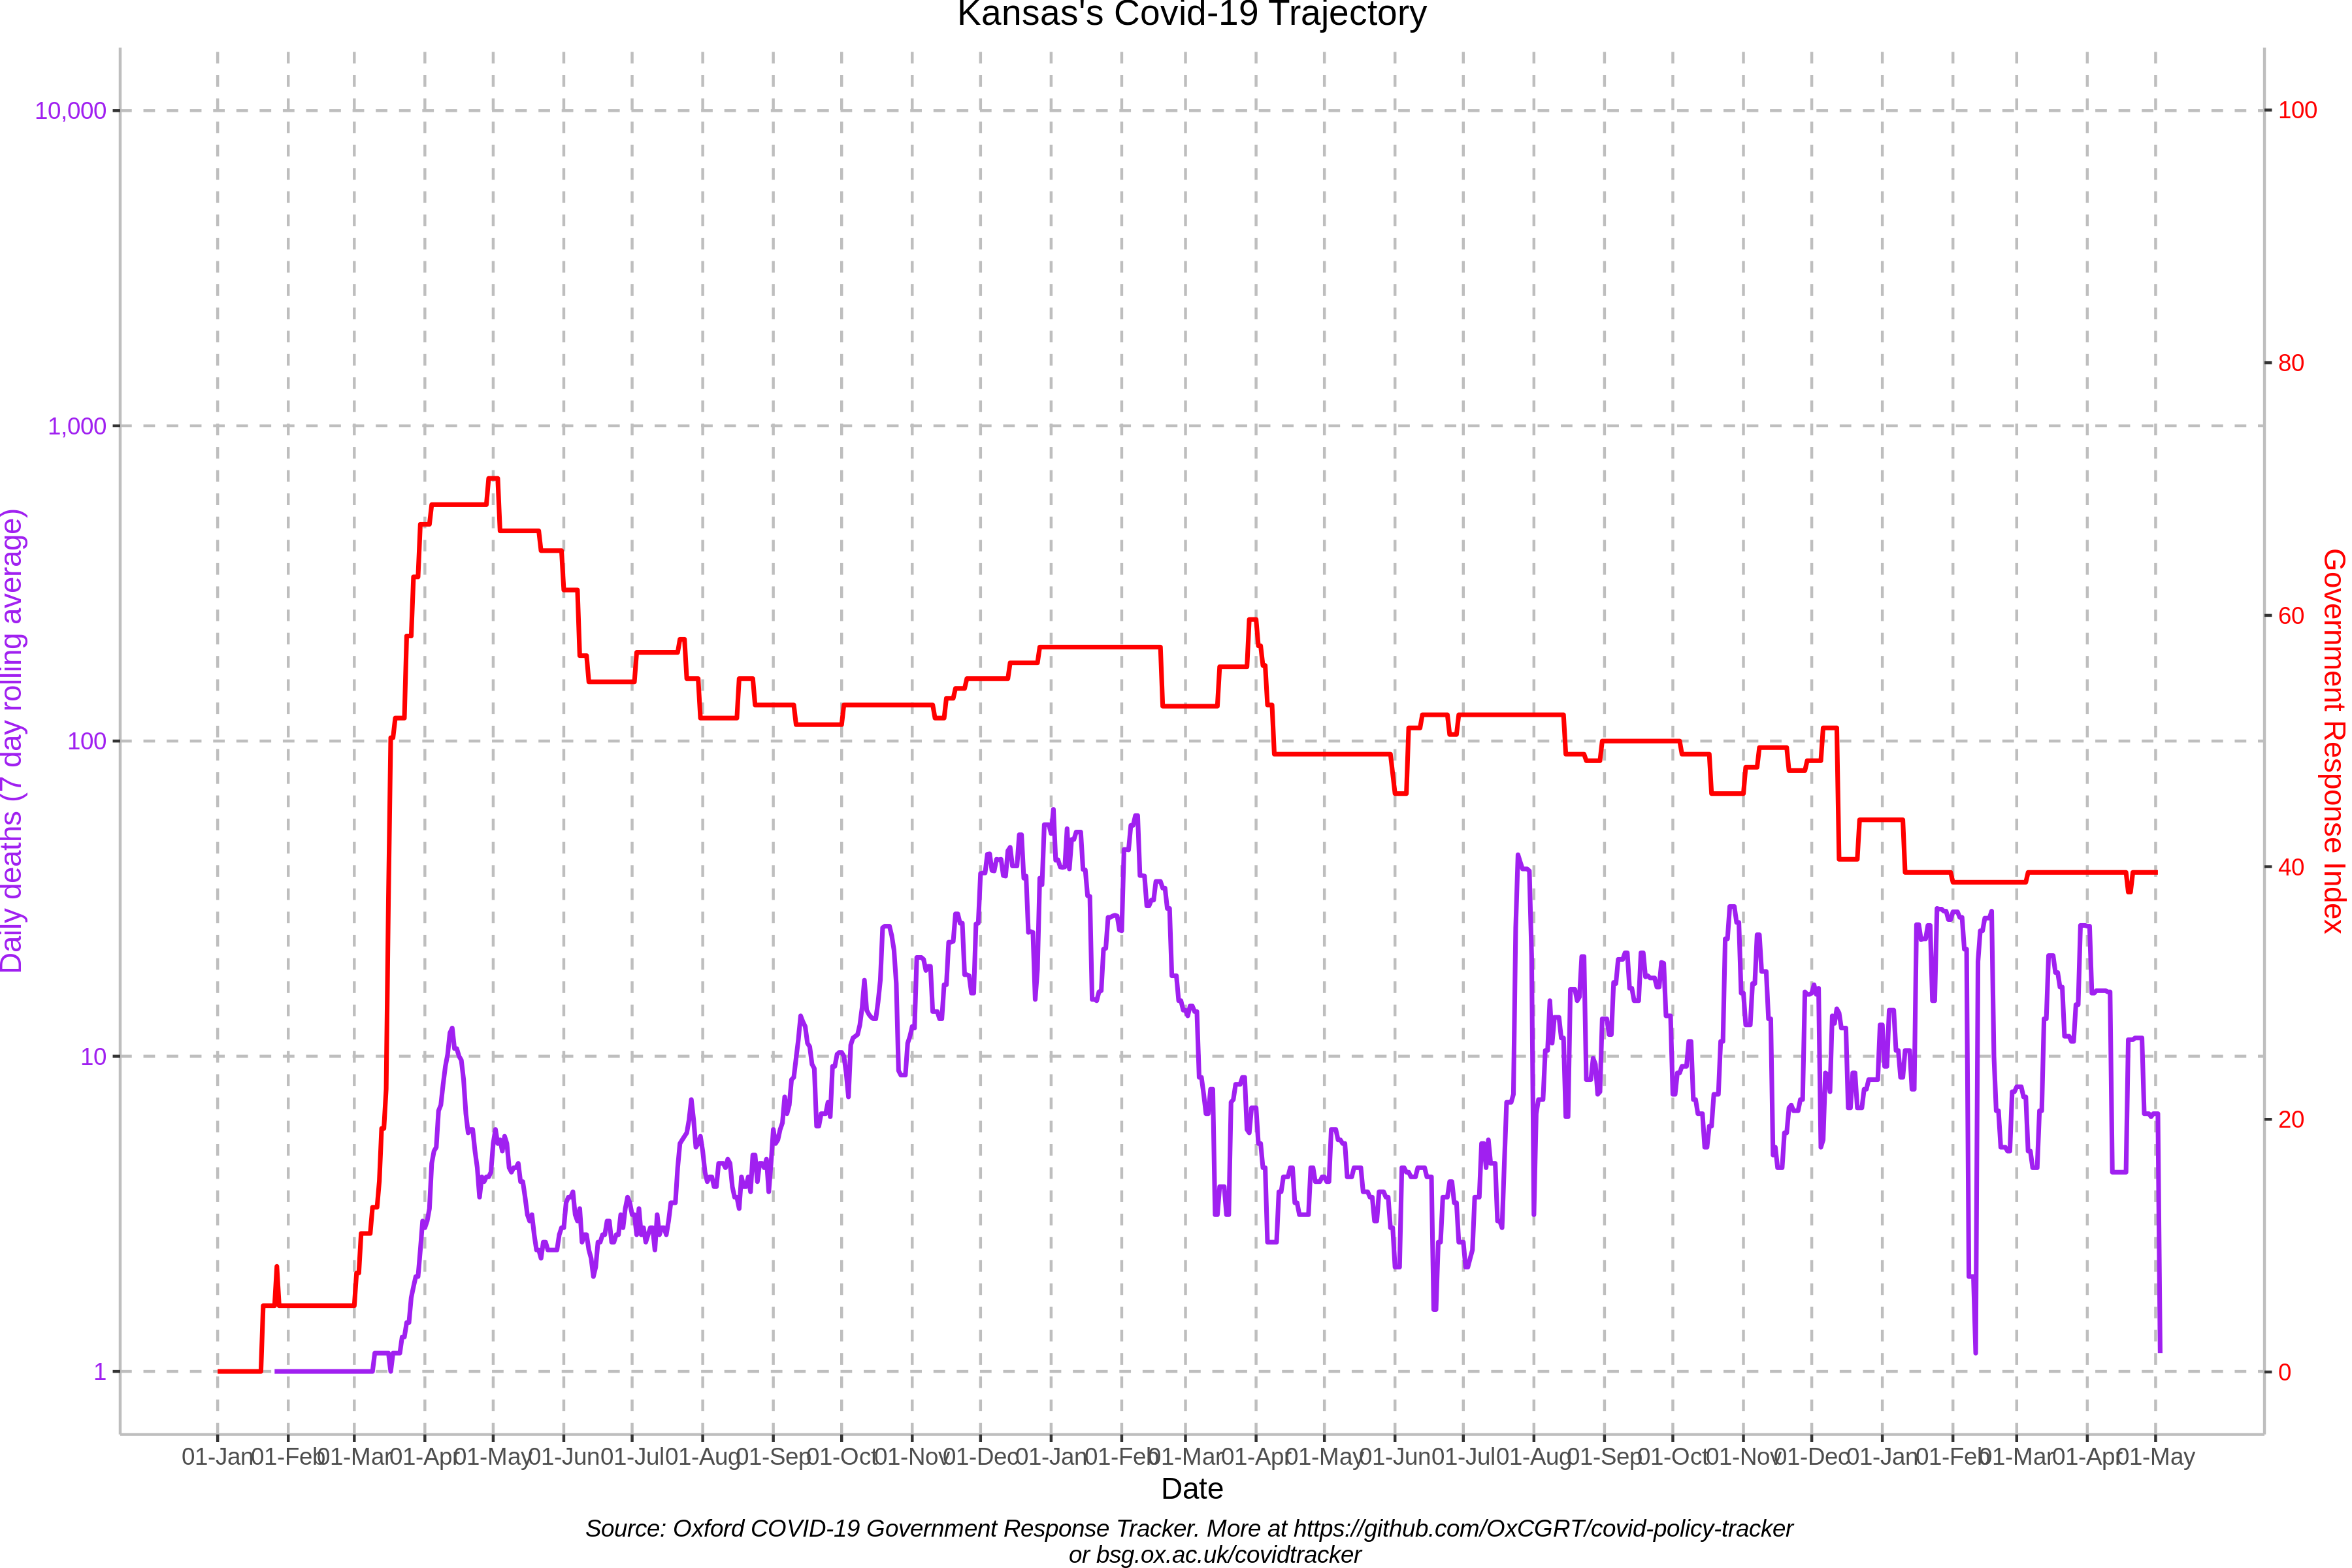 Kansas's Covid-19 Trajectory
10,000
1,000
100
10
1
Daily deaths (7 day rolling average)
100
80
60
40
20
0
Government Response Index
01-Jan 01-Feb 01-Mar 01-Apr 01-May 01-Jun 01-Jul 01-Aug 01-Sep 01-Oct 01-Nov 01-Dec 01-Jan 01-Feb 01-Mar 01-Apr 01-May 01-Jun 01-Jul 01-Aug 01-Sep 01-Oct 01-Nov 01-Dec 01-Jan 01-Feb 01-Mar 01-Apr 01-May
Date
Source: Oxford COVID-19 Government Response Tracker. More at https://github.com/OxCGRT/covid-policy-tracker
or bsg.ox.ac.uk/covidtracker